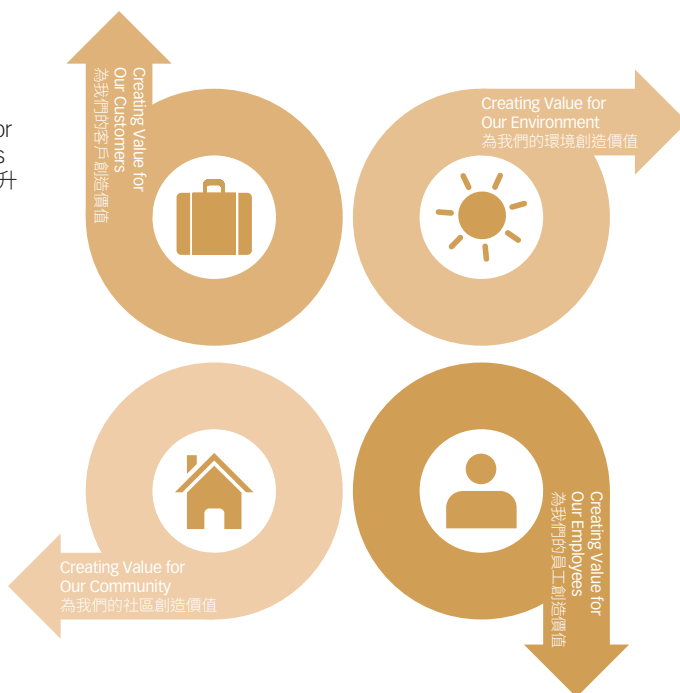 or
s
升
Creating Value for
Our Customers
為我們的客戶創造價值
Creating Value for
Our Environment
為我們的環境創造價值
Creating Value for
Our Community
為我們的社區創造價值
Creating Value for
Our Employees
為我們的員工創造價值